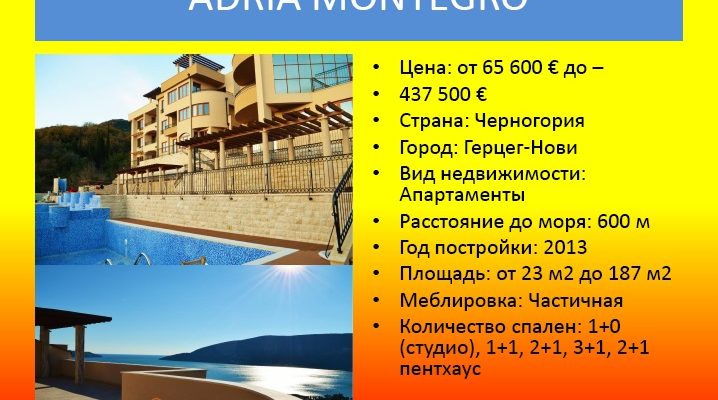 ADRIA MONTEGRO
• Цена: от 65 600 € до –
• 437 500 €
• Страна: Черногория
• Город: Герцег-Нови
• Вид недвижимости:
Апартаменты
• Расстояние до моря: 600 м
• Год постройки: 2013
• Площадь: от 23 м2 до 187 м2
• Меблировка: Частичная
• Количество спален: 1+0
(студио), 1+1, 2+1, 3+1, 2+1
пентхаус